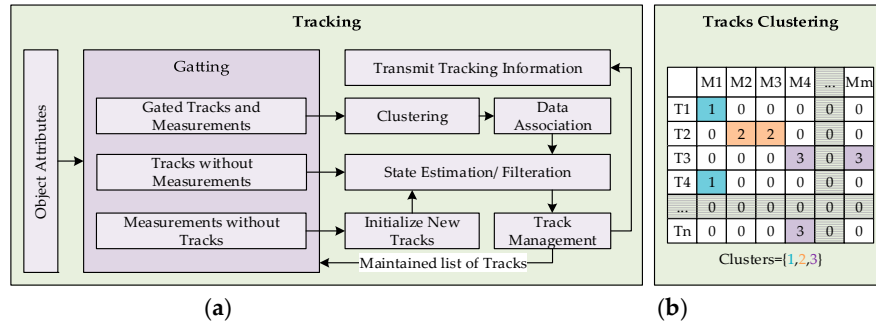 Tracking
Object Attributes
Gatting
Gated Tracks and
Measurements
Tracks without
Measurements
Measurements without
Tracks
Transmit Tracking Information
Clustering
Data
Association
State Estimation/ Filteration
Initialize New
Tracks
Track
Management
Maintained list of Tracks
(a)
Tracks Clustering
M1 M2 M3 M4 ... Mm
T1 1 0 0 0 0 0
T2 0 2 2 0 0 0
T3 0 0 0 3 0 3
T4 1 0 0 0 0 0
... 0 0 0 0 0 0
Tn 0 0 0 3 0 0
Clusters={1,2,3}
(b)